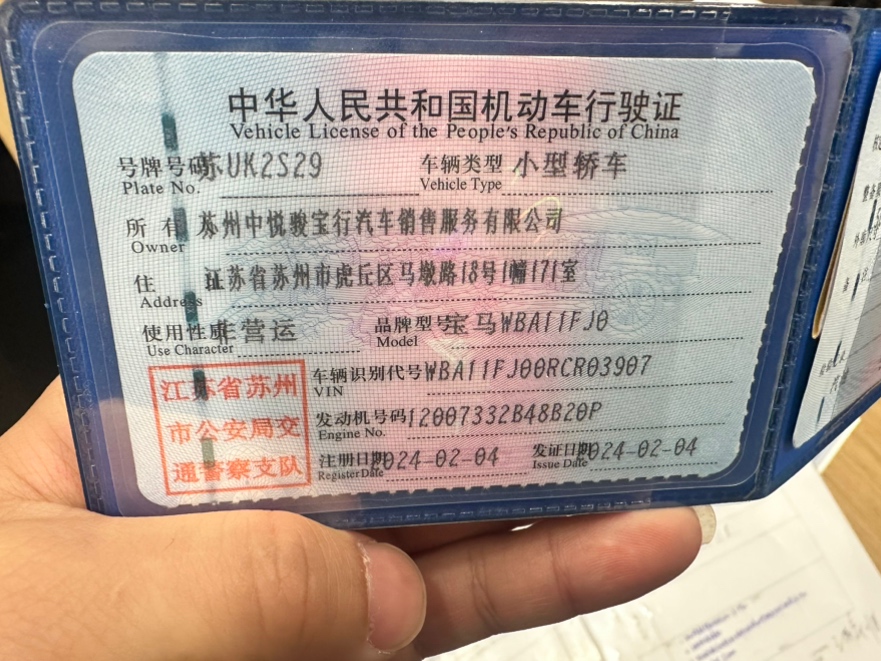 中华人民共和国机动车行驶证
Vehicle License of the People's Republic of China
号牌号码 苏UK2S29 车辆类型 小型轿车
Plate No. Vehicle Type
所有 苏州中悦骏宝行汽车销售服务有限公司
Owner
住 江苏省苏州市虎丘区马墩路18号1幢171室
Address
使用性质 非营运 品牌型号 宝马WBA11FJ0
Use Character Model
江苏省苏州
市公安局交
通警察支队
车辆识别代号 WBA11FJ00RCR03907
VIN
发动机号码 12007332B48B20P
Engine No.
注册日期 2024-02-04 发证日期 2024-02-04
Register Date Issue Date